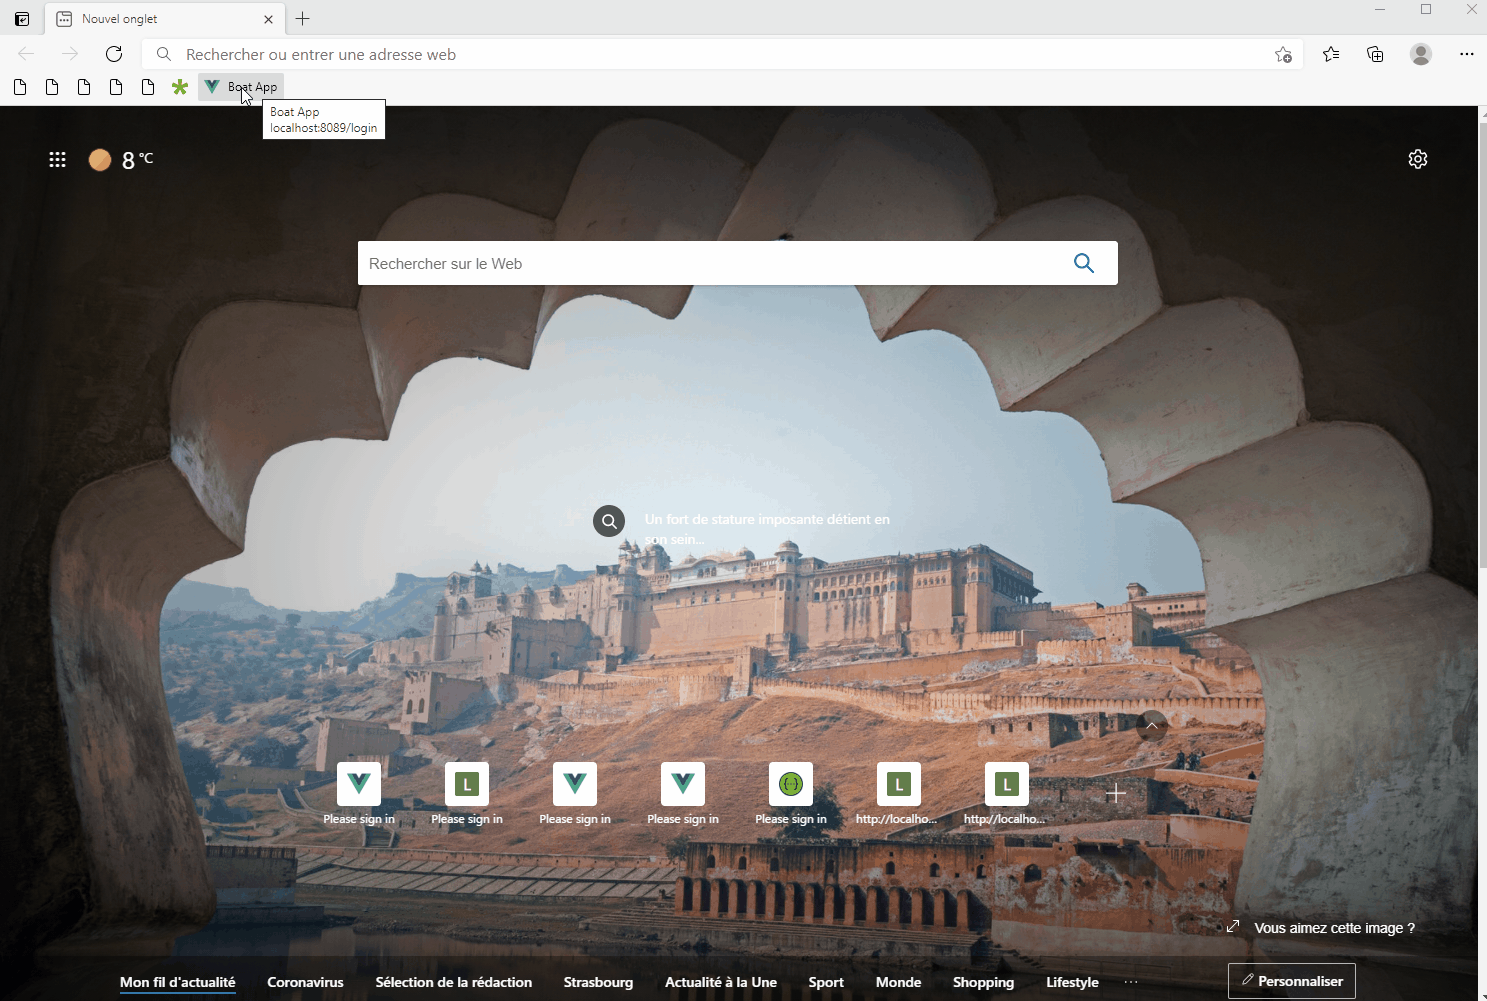 Nouvel onglet
Rechercher ou entrer une adresse web
Boat App
Boat App
localhost:8089/login
8 °C
Rechercher sur le Web
Un fort de stature imposante détient en
son sein...
Please sign in
L
Please sign in
Please sign in
Please sign in
{··}
Please sign in
L
http://localho...
L
http://localho...
Vous aimez cette image ?
Mon fil d'actualité Coronavirus Sélection de la rédaction Strasbourg Actualité à la Une Sport Monde Shopping Lifestyle ... Personnaliser